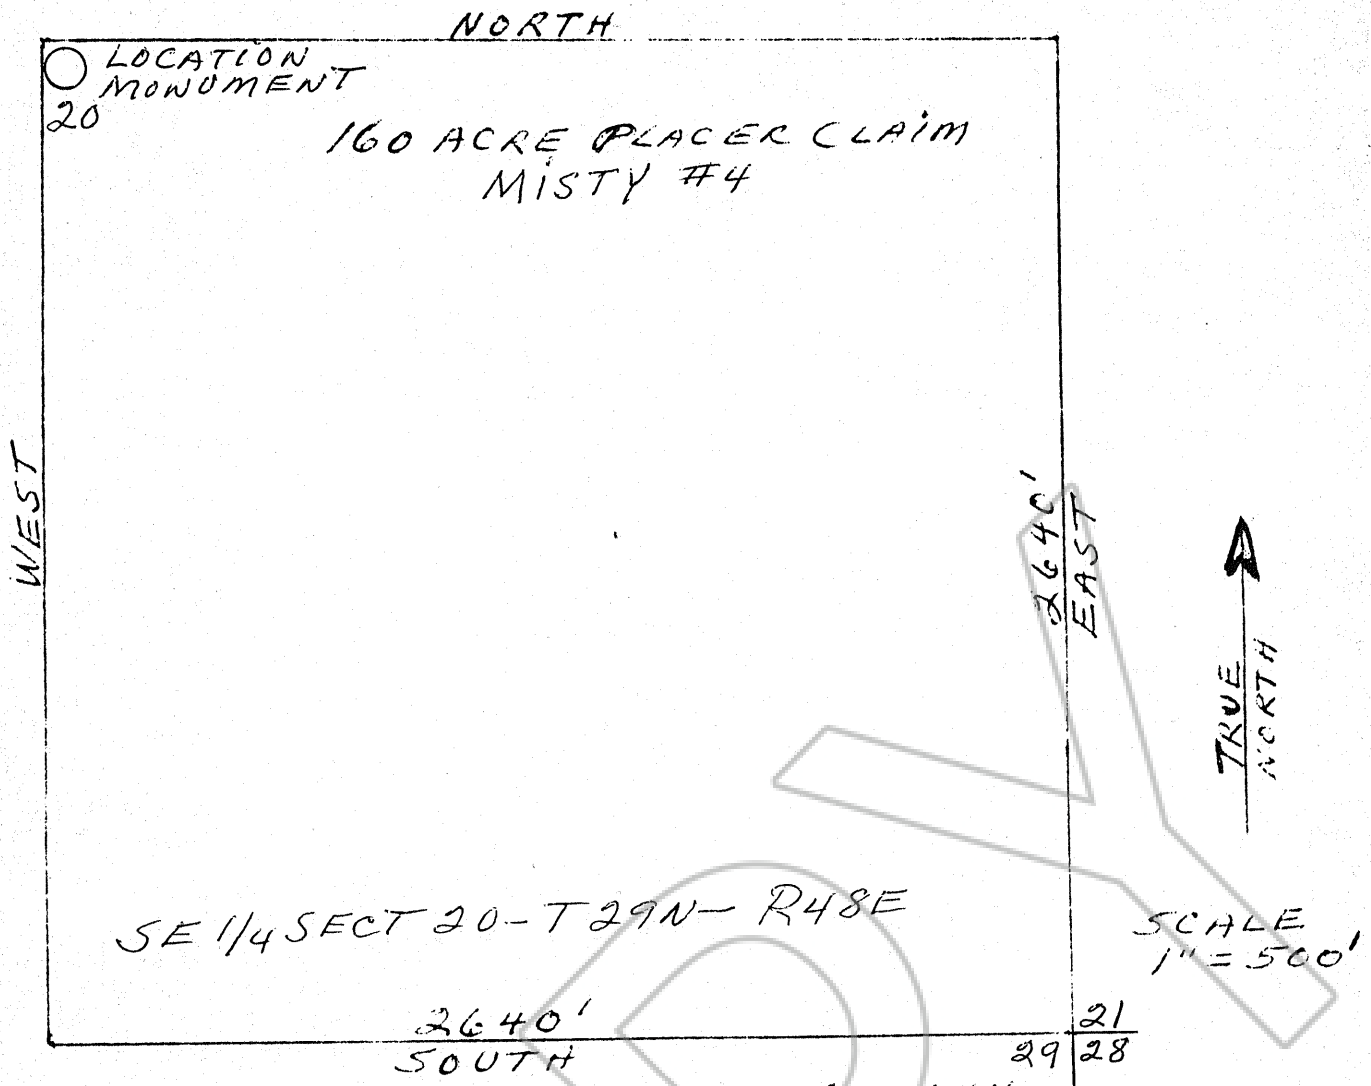 NORTH
LOCATION
MONUMENT
20
160 ACRE PLACER CLAiM
MiSTY #4
WEST
2640'
EAST
TRUE
NORTH
SE 1/4 SECT 20 - T 29N - R48E
SCALE
1" = 500'
2640'
SOUTH
21
29 28